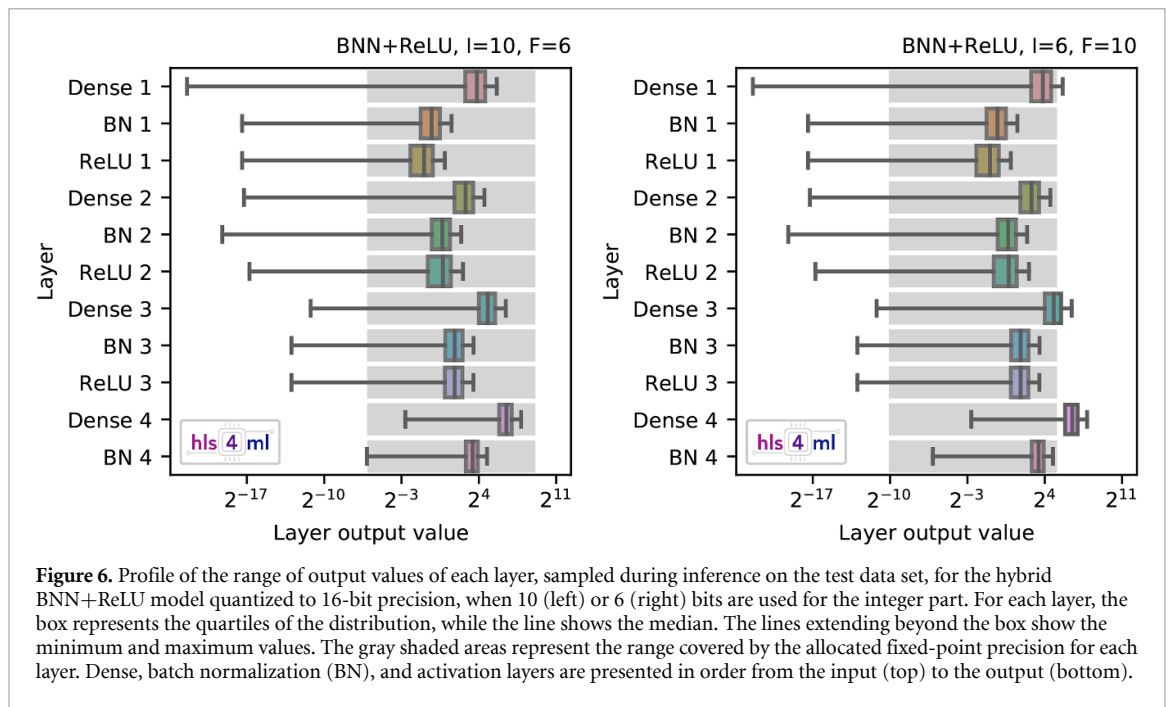 BNN+ReLU, I=10, F=6
Dense 1
BN 1
ReLU 1
Dense 2
BN 2
ReLU 2
Dense 3
BN 3
ReLU 3
Dense 4
BN 4
Layer
hls 4 ml
2⁻¹⁷ 2⁻¹⁰ 2⁻³ 2⁴ 2¹¹
Layer output value
BNN+ReLU, I=6, F=10
Dense 1
BN 1
ReLU 1
Dense 2
BN 2
ReLU 2
Dense 3
BN 3
ReLU 3
Dense 4
BN 4
Layer
hls 4 ml
2⁻¹⁷ 2⁻¹⁰ 2⁻³ 2⁴ 2¹¹
Layer output value
Figure 6. Profile of the range of output values of each layer, sampled during inference on the test data set, for the hybrid
BNN+ReLU model quantized to 16-bit precision, when 10 (left) or 6 (right) bits are used for the integer part. For each layer, the
box represents the quartiles of the distribution, while the line shows the median. The lines extending beyond the box show the
minimum and maximum values. The gray shaded areas represent the range covered by the allocated fixed-point precision for each
layer. Dense, batch normalization (BN), and activation layers are presented in order from the input (top) to the output (bottom).